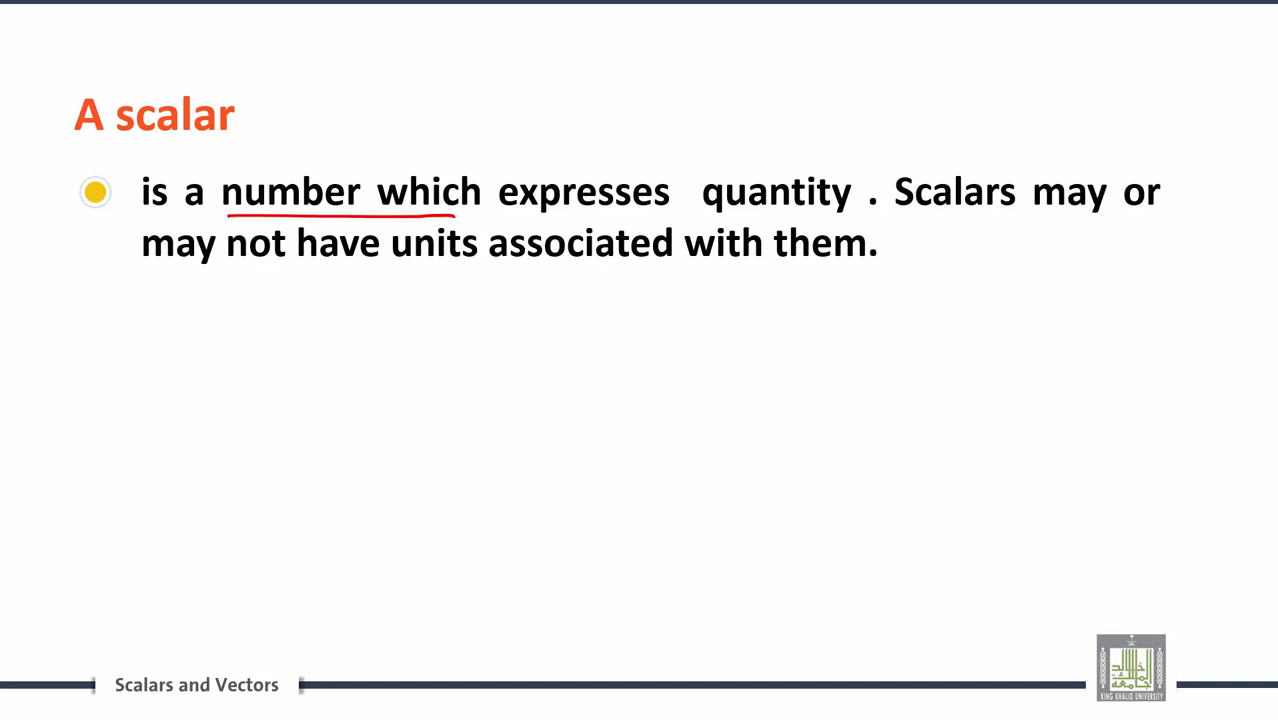 A scalar
is a number which expresses quantity . Scalars may or
may not have units associated with them.
Scalars and Vectors
KING KHALID UNIVERSITY